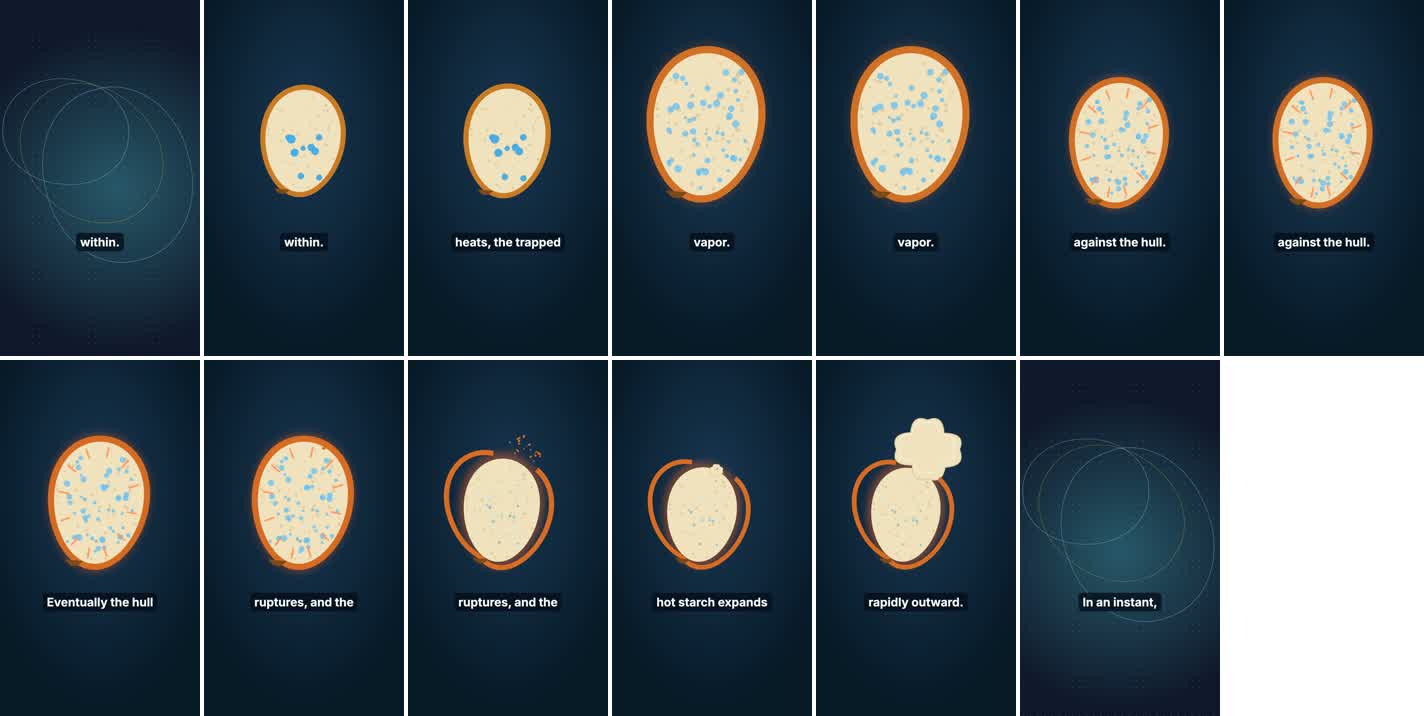 within.
within.
heats, the trapped
vapor.
vapor.
against the hull.
against the hull.
Eventually the hull
ruptures, and the
ruptures, and the
hot starch expands
rapidly outward.
In an instant,